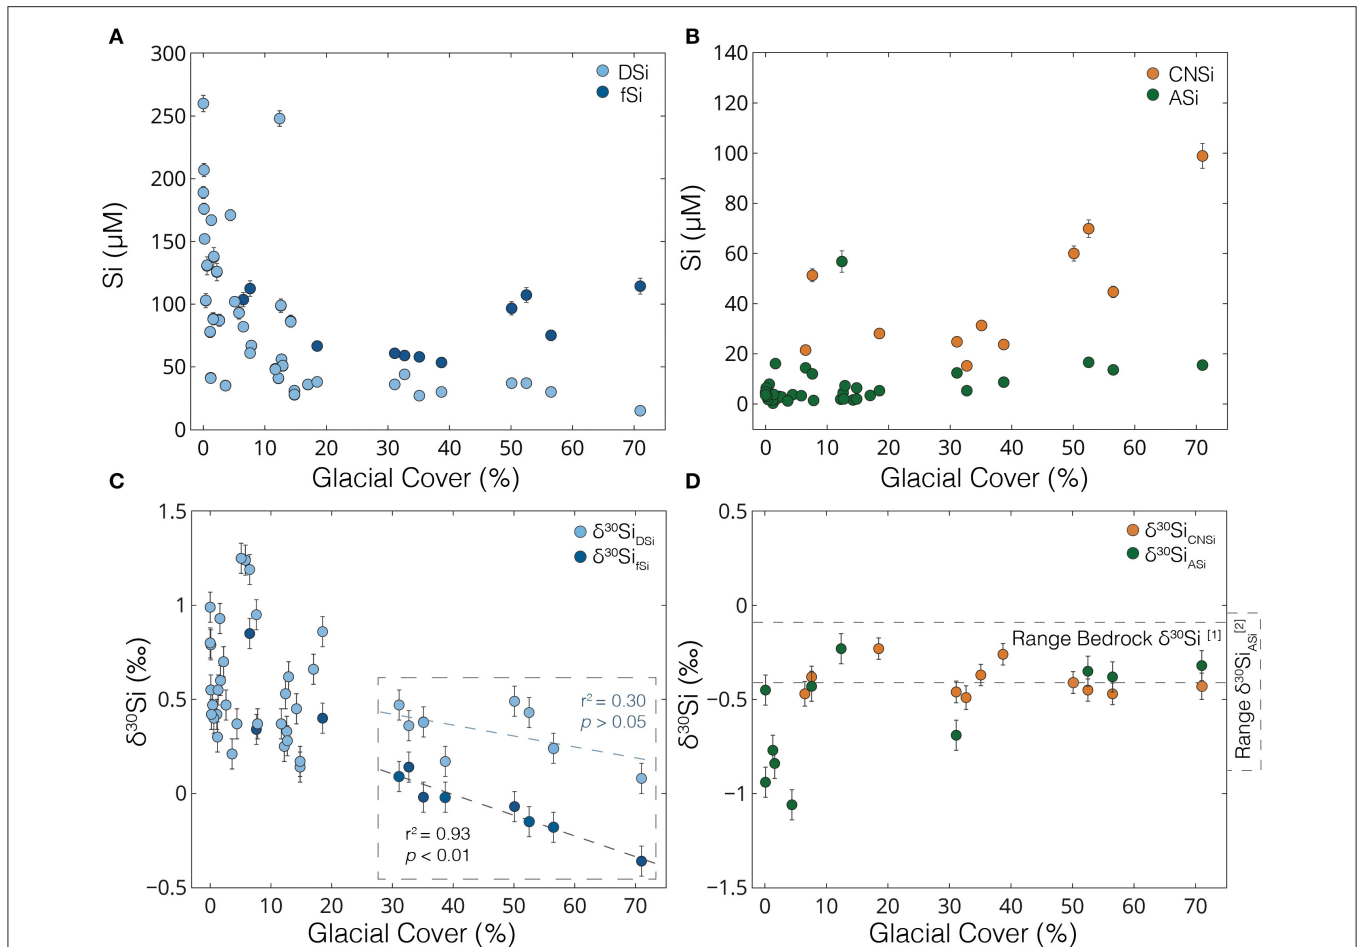 A
300
250
200
150
100
50
0
Si (µM)
DSi
fSi
0 10 20 30 40 50 60 70
Glacial Cover (%)
B
140
120
100
80
60
40
20
0
Si (µM)
CNSi
ASi
0 10 20 30 40 50 60 70
Glacial Cover (%)
C
1.5
1
0.5
0
−0.5
δ³⁰Si (‰)
δ³⁰Si_DSi
δ³⁰Si_fSi
r² = 0.30
p > 0.05
r² = 0.93
p < 0.01
0 10 20 30 40 50 60 70
Glacial Cover (%)
D
0.5
0
−0.5
−1
−1.5
δ³⁰Si (‰)
δ³⁰Si_CNSi
δ³⁰Si_ASi
Range Bedrock δ³⁰Si [1]
Range δ³⁰Si_ASi [2]
0 10 20 30 40 50 60 70
Glacial Cover (%)